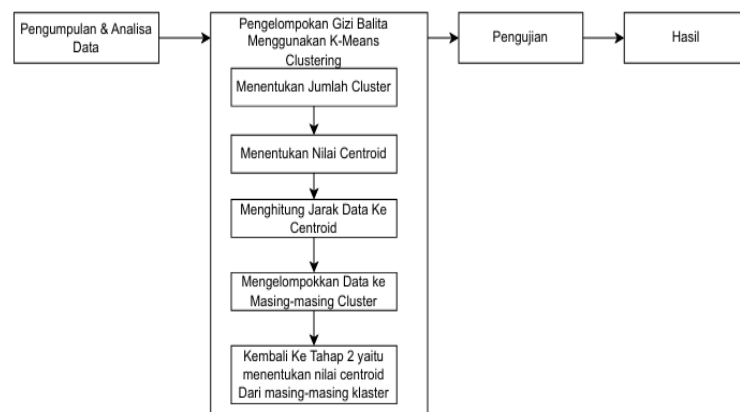 Pengumpulan & Analisa
Data
Pengelompokan Gizi Balita
Menggunakan K-Means
Clustering
Menentukan Jumlah Cluster
Menentukan Nilai Centroid
Menghitung Jarak Data Ke
Centroid
Mengelompokkan Data ke
Masing-masing Cluster
Kembali Ke Tahap 2 yaitu
menentukan nilai centroid
Dari masing-masing klaster
Pengujian
Hasil